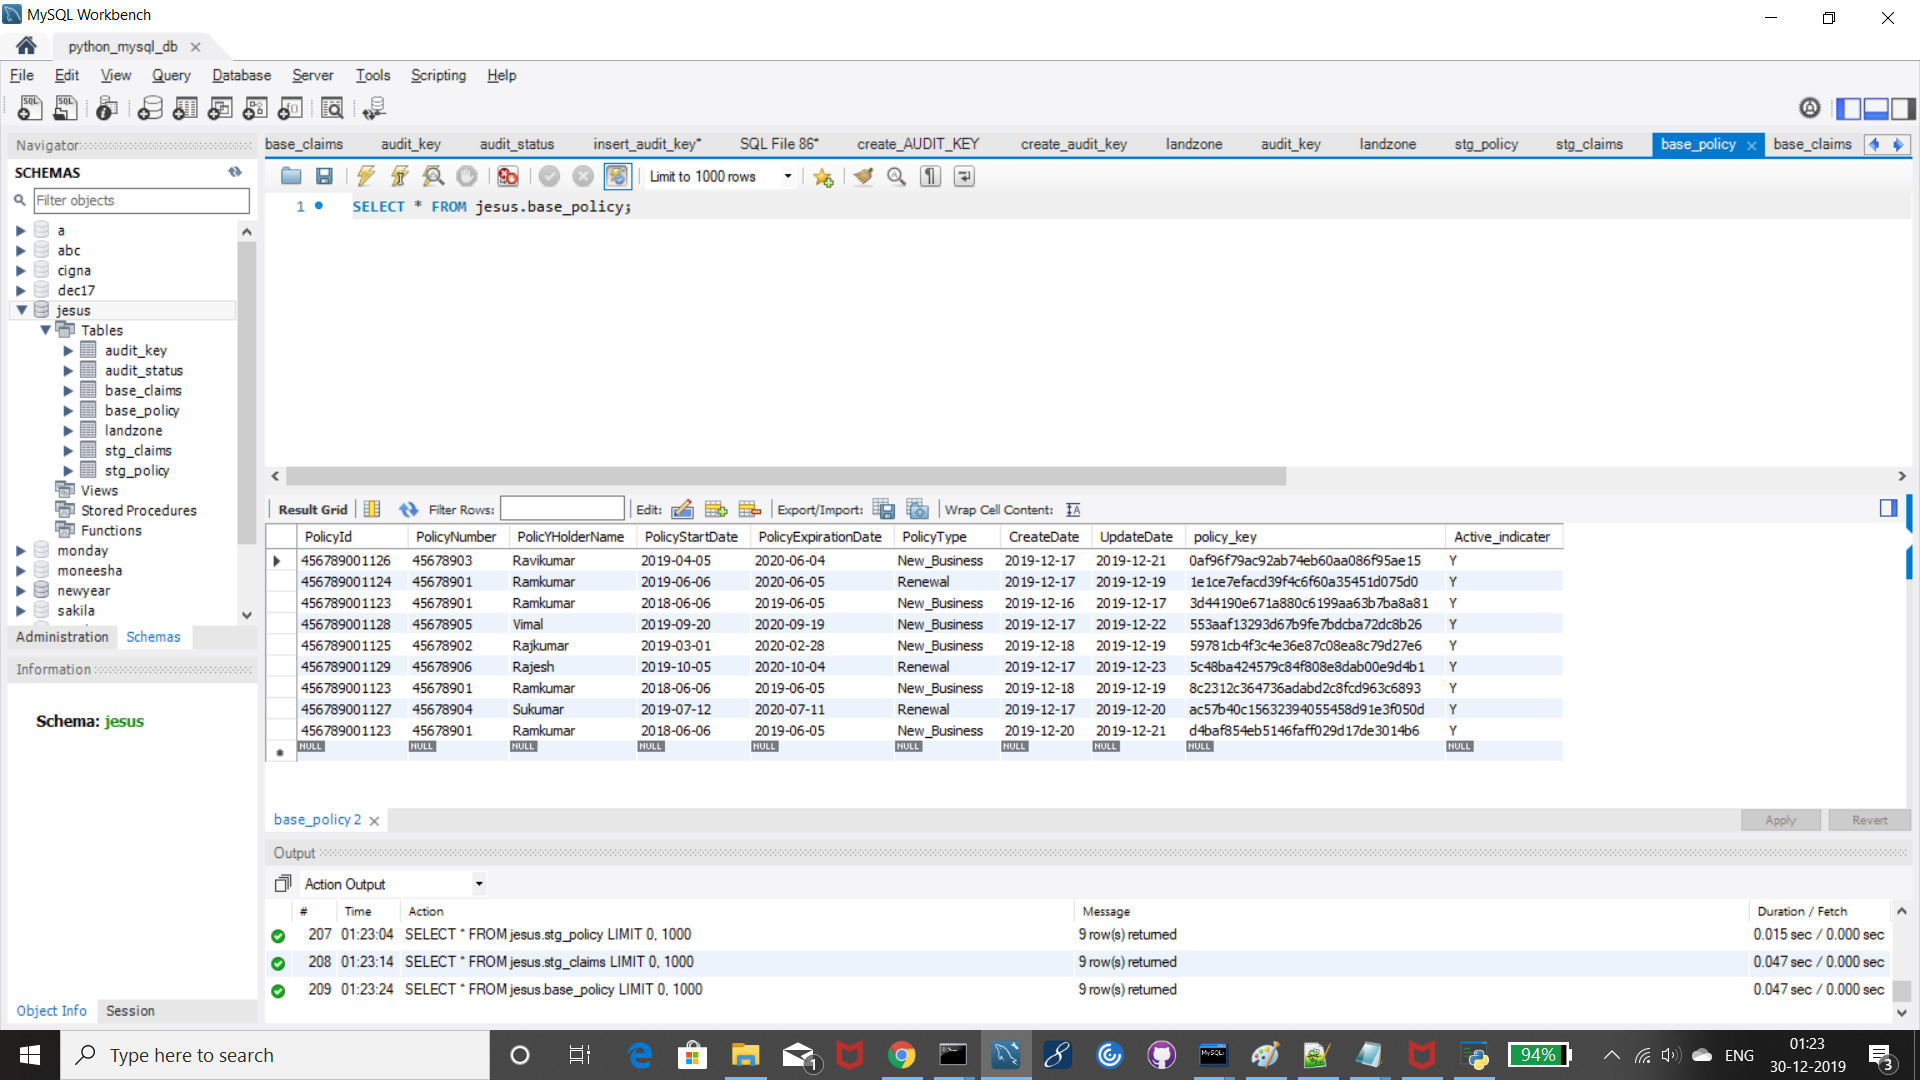 MySQL Workbench
python_mysql_db
File Edit View Query Database Server Tools Scripting Help
Navigator
SCHEMAS
Filter objects
a
abc
cigna
dec17
jesus
Tables
audit_key
audit_status
base_claims
base_policy
landzone
stg_claims
stg_policy
Views
Stored Procedures
Functions
monday
moneesha
newyear
sakila
Administration Schemas
Information
Schema: jesus
Object Info Session
base_claims audit_key audit_status insert_audit_key* SQL File 86* create_AUDIT_KEY create_audit_key landzone audit_key landzone stg_policy stg_claims base_policy base_claims
Limit to 1000 rows
1 SELECT * FROM jesus.base_policy;
Result Grid Filter Rows: Edit: Export/Import: Wrap Cell Content:
PolicyId PolicyNumber PolicYHolderName PolicyStartDate PolicyExpirationDate PolicyType CreateDate UpdateDate policy_key Active_indicater
456789001126 45678903 Ravikumar 2019-04-05 2020-06-04 New_Business 2019-12-17 2019-12-21 0af96f79ac92ab74eb60aa086f95ae15 Y
456789001124 45678901 Ramkumar 2019-06-06 2020-06-05 Renewal 2019-12-17 2019-12-19 1e1ce7efacd39f4c6f60a35451d075d0 Y
456789001123 45678901 Ramkumar 2018-06-06 2019-06-05 New_Business 2019-12-16 2019-12-17 3d44190e671a880c6199aa63b7ba8a81 Y
456789001128 45678905 Vimal 2019-09-20 2020-09-19 New_Business 2019-12-17 2019-12-22 553aaf13293d67b9fe7bdcba72dc8b26 Y
456789001125 45678902 Rajkumar 2019-03-01 2020-02-28 New_Business 2019-12-18 2019-12-19 59781cb4f3c4e36e87c08ea8c79d27e6 Y
456789001129 45678906 Rajesh 2019-10-05 2020-10-04 Renewal 2019-12-17 2019-12-23 5c48ba424579c84f808e8dab00e9d4b1 Y
456789001123 45678901 Ramkumar 2018-06-06 2019-06-05 New_Business 2019-12-18 2019-12-19 8c2312c364736adabd2c8fcd963c6893 Y
456789001127 45678904 Sukumar 2019-07-12 2020-07-11 Renewal 2019-12-17 2019-12-20 ac57b40c15632394055458d91e3f050d Y
456789001123 45678901 Ramkumar 2018-06-06 2019-06-05 New_Business 2019-12-20 2019-12-21 d4baf854eb5146faff029d17de3014b6 Y
NULL NULL NULL NULL NULL NULL NULL NULL NULL NULL
base_policy 2 Apply Revert
Output
Action Output
# Time Action Message Duration / Fetch
207 01:23:04 SELECT * FROM jesus.stg_policy LIMIT 0, 1000 9 row(s) returned 0.015 sec / 0.000 sec
208 01:23:14 SELECT * FROM jesus.stg_claims LIMIT 0, 1000 9 row(s) returned 0.047 sec / 0.000 sec
209 01:23:24 SELECT * FROM jesus.base_policy LIMIT 0, 1000 9 row(s) returned 0.047 sec / 0.000 sec
Type here to search
1
94%
ENG
01:23
30-12-2019
3